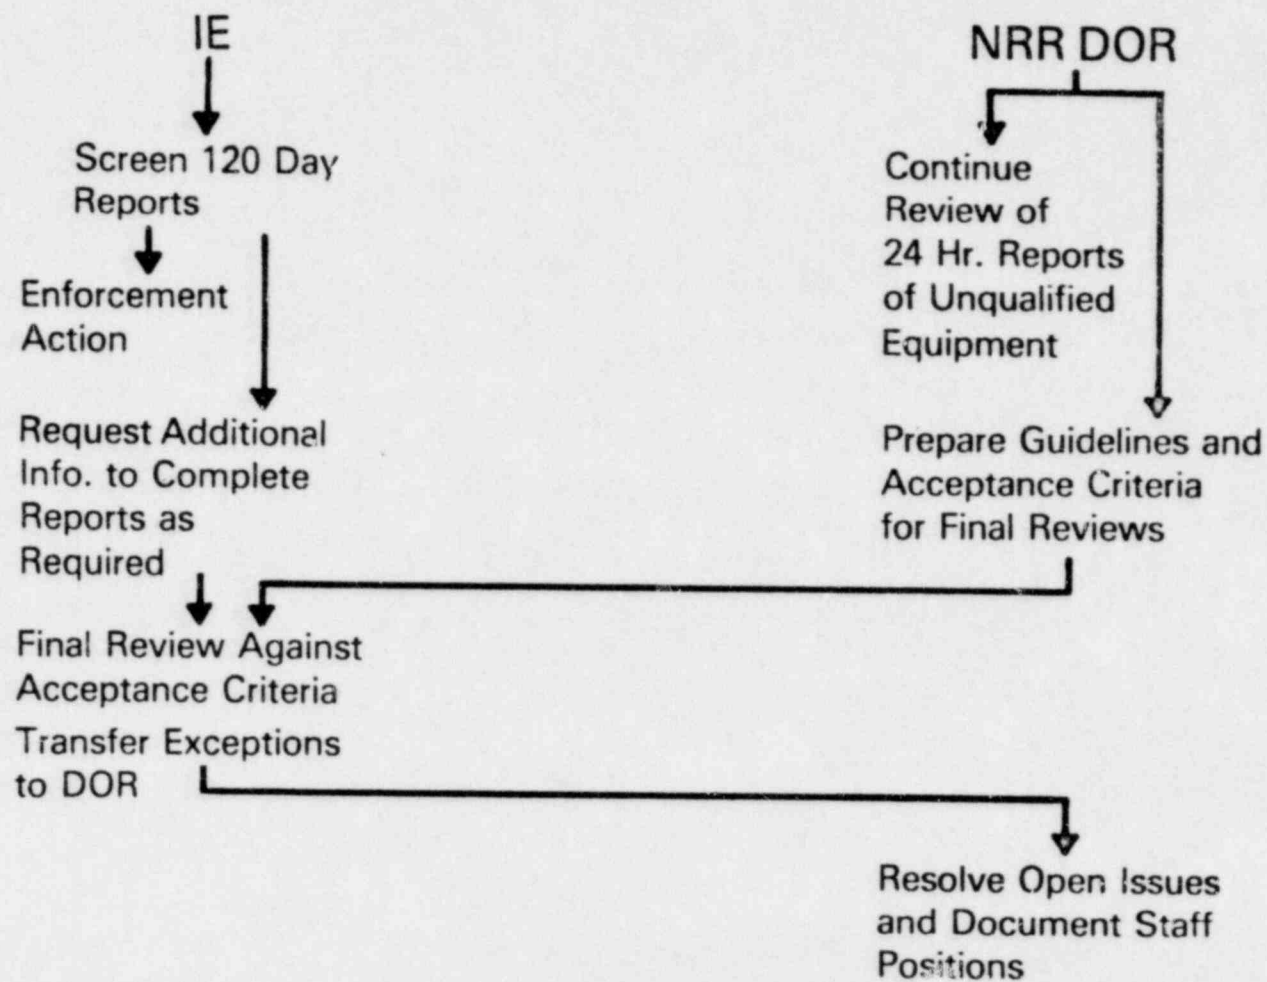 IE
Screen 120 Day
Reports
Enforcement
Action
Request Additional
Info. to Complete
Reports as
Required
Final Review Against
Acceptance Criteria
Transfer Exceptions
to DOR
NRR DOR
Continue
Review of
24 Hr. Reports
of Unqualified
Equipment
Prepare Guidelines and
Acceptance Criteria
for Final Reviews
Resolve Open Issues
and Document Staff
Positions